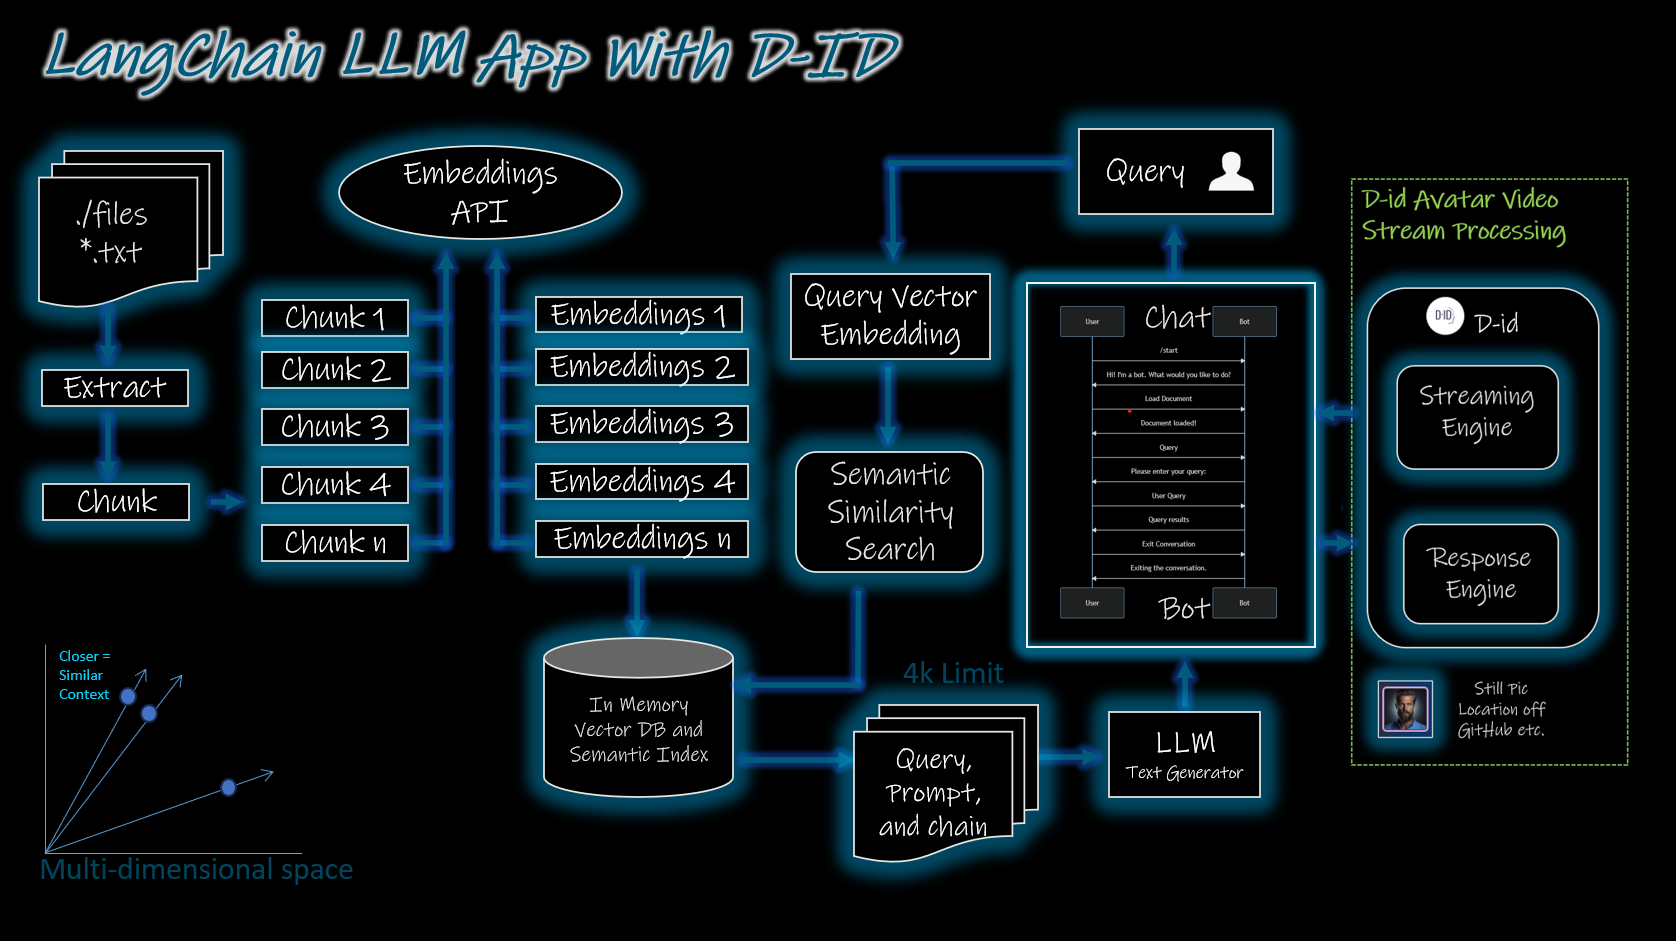 LangChain LLM App with D-ID
./files
*.txt
Extract
Chunk
Chunk 1
Chunk 2
Chunk 3
Chunk 4
Chunk n
Embeddings
API
Embeddings 1
Embeddings 2
Embeddings 3
Embeddings 4
Embeddings n
In Memory
Vector DB and
Semantic Index
Closer =
Similar
Context
Multi-dimensional space
Query
Query Vector
Embedding
Semantic
Similarity
Search
4k Limit
Query,
Prompt,
and chain
LLM
Text Generator
User
Chat
Bot
/start
Hi! I'm a bot. What would you like to do?
Load Document
Document loaded!
Query
Please enter your query:
User Query
Query results
Exit Conversation
Exiting the conversation.
User
Bot
Bot
D-id Avatar Video
Stream Processing
D-ID
D-id
Streaming
Engine
Response
Engine
Still Pic
Location off
GitHub etc.